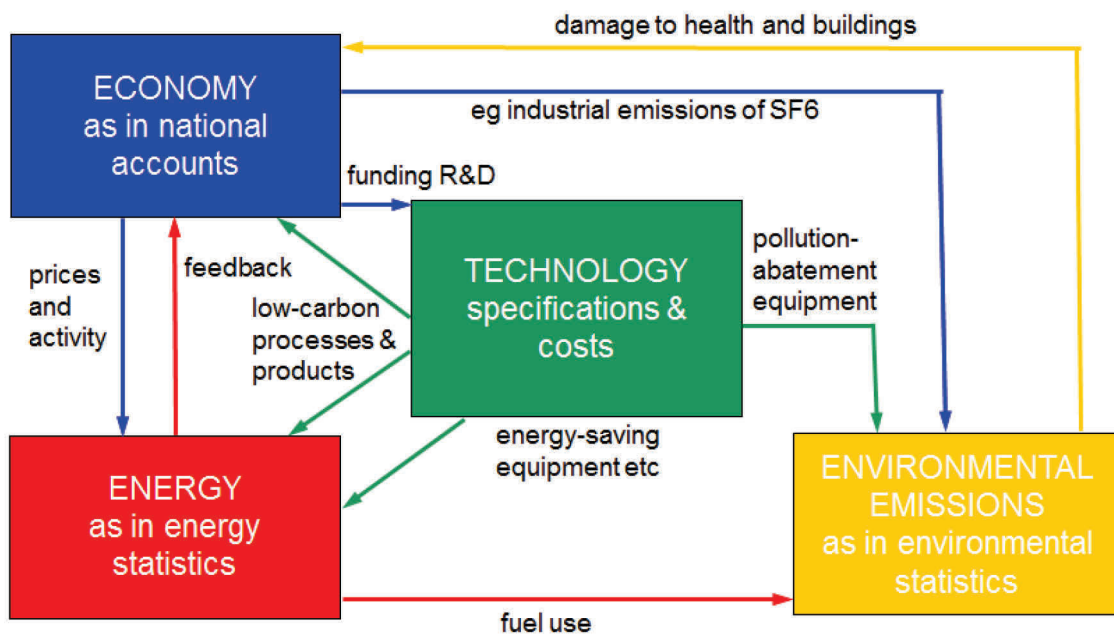 damage to health and buildings
ECONOMY
as in national
accounts
eg industrial emissions of SF6
funding R&D
prices
and
activity
feedback
low-carbon
processes &
products
TECHNOLOGY
specifications &
costs
pollution-
abatement
equipment
energy-saving
equipment etc
ENERGY
as in energy
statistics
ENVIRONMENTAL
EMISSIONS
as in environmental
statistics
fuel use